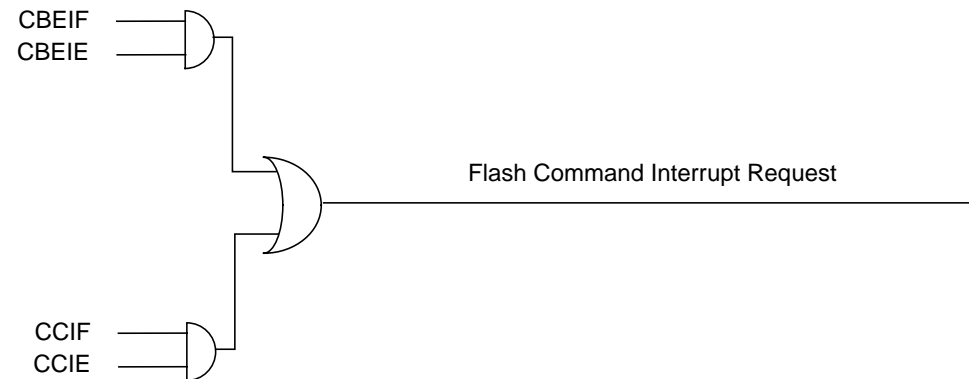 CBEIF
CBEIE
Flash Command Interrupt Request
CCIF
CCIE